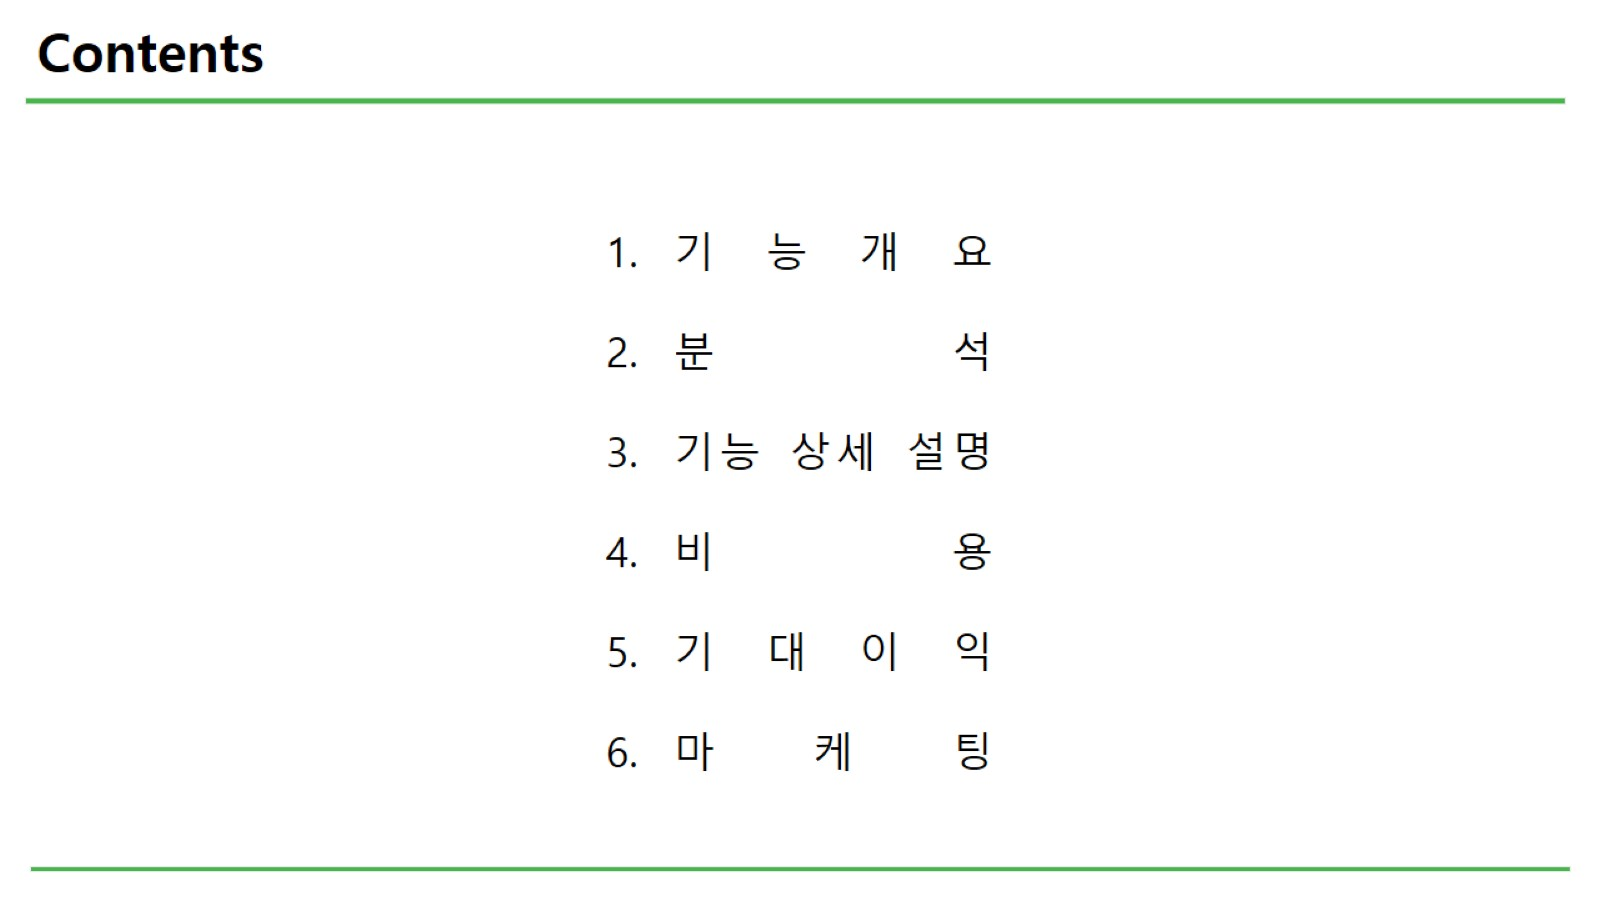 Contents
1. 기능개요
2. 분석
3. 기능 상세 설명
4. 비용
5. 기대이익
6. 마케팅